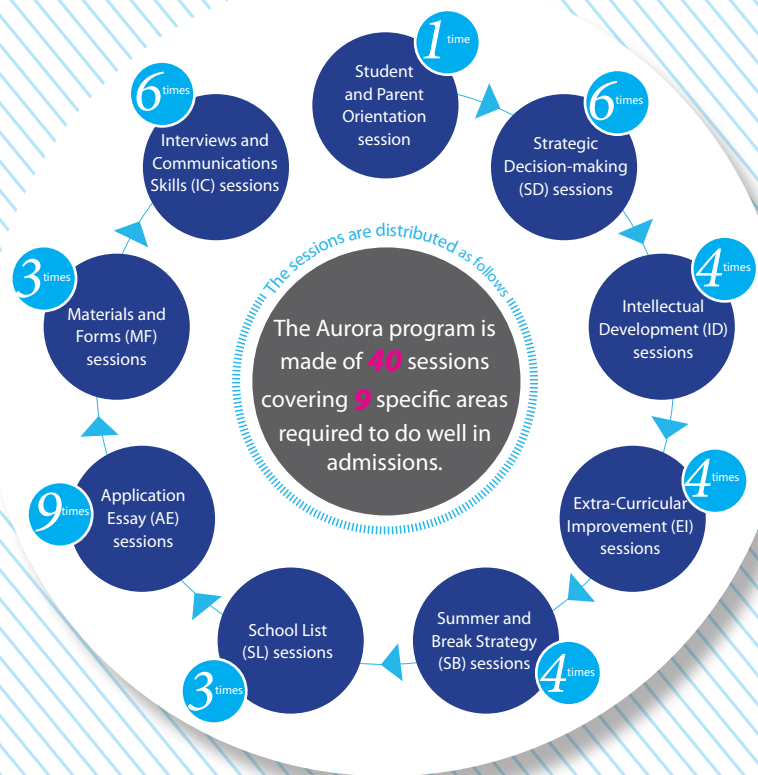 The sessions are distributed as follows
The Aurora program is
made of 40 sessions
covering 9 specific areas
required to do well in
admissions.
1 time
Student
and Parent
Orientation
session
6 times
Strategic
Decision-making
(SD) sessions
4 times
Intellectual
Development (ID)
sessions
4 times
Extra-Curricular
Improvement (EI)
sessions
4 times
Summer and
Break Strategy
(SB) sessions
3 times
School List
(SL) sessions
9 times
Application
Essay (AE)
sessions
3 times
Materials and
Forms (MF)
sessions
6 times
Interviews and
Communications
Skills (IC) sessions